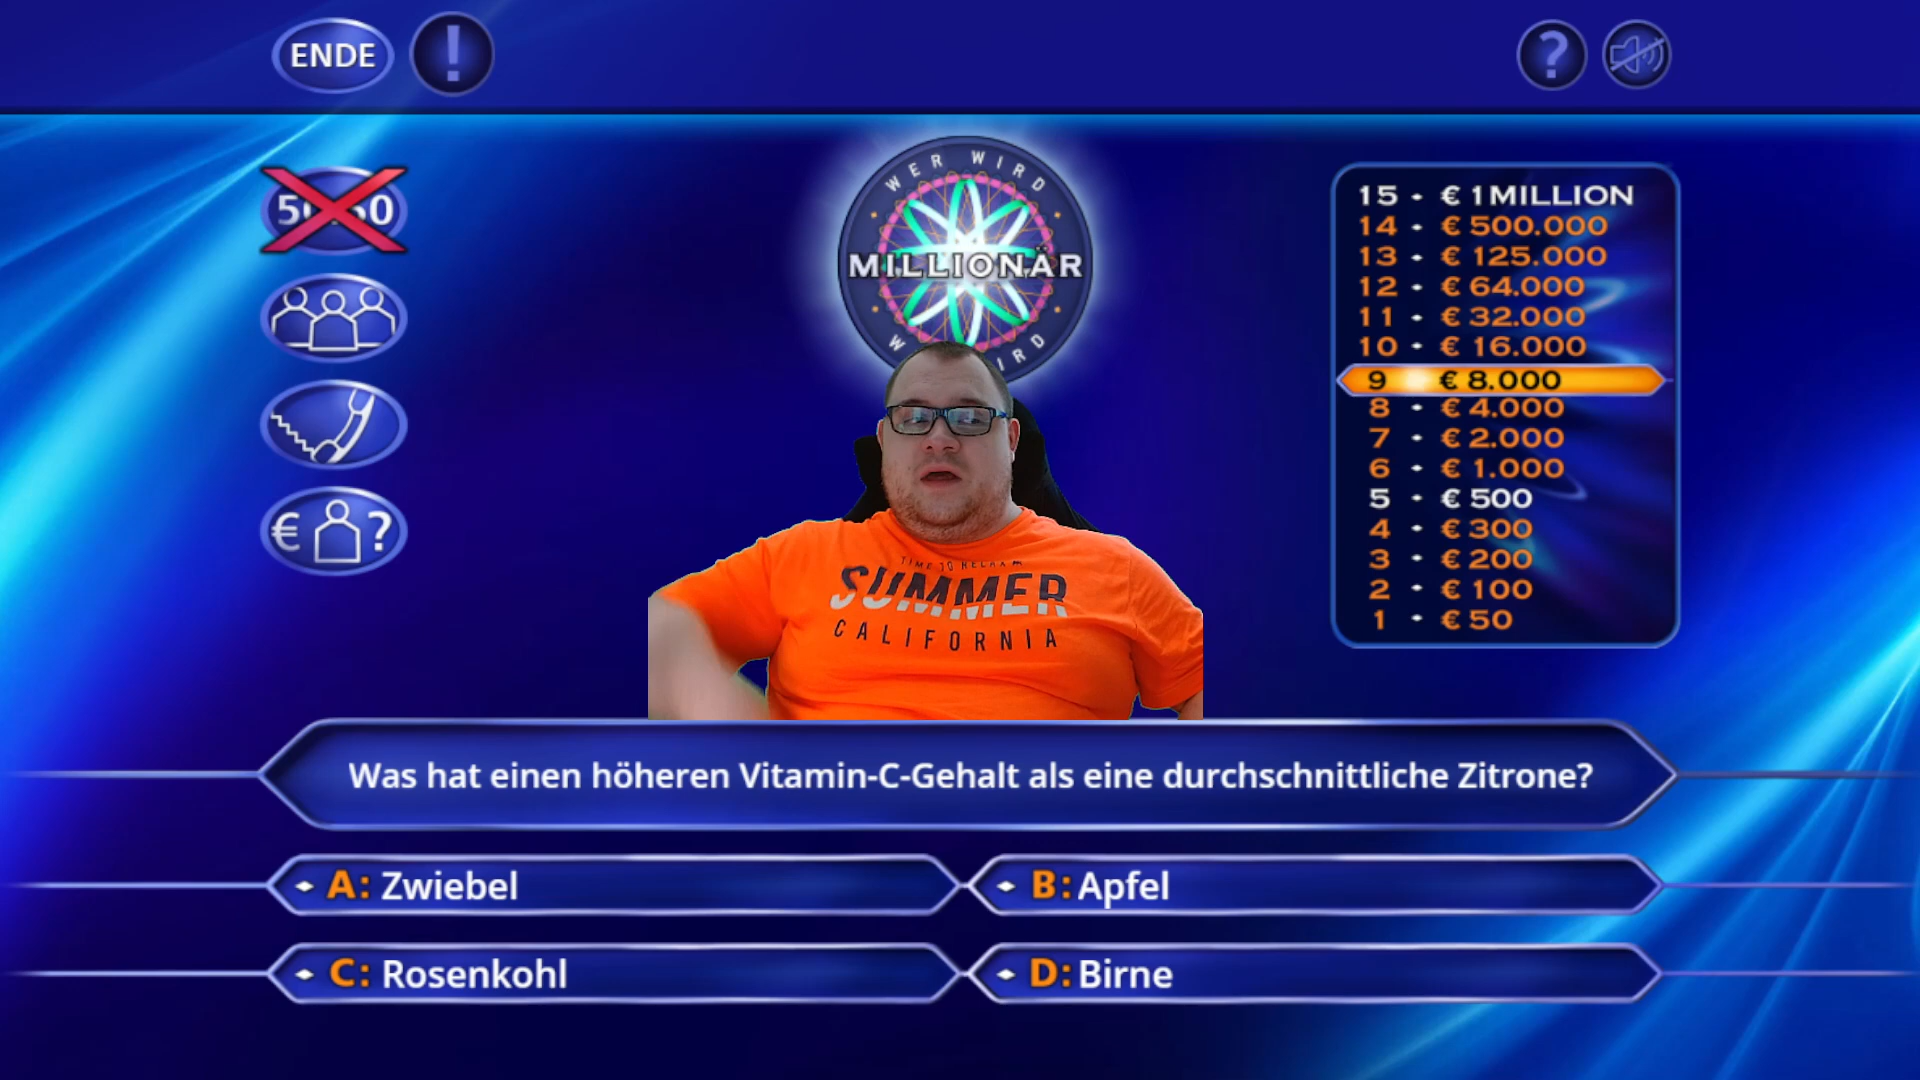 ENDE
!
?
WER WIRD
MILLIONÄR
15 · € 1 MILLION
14 · € 500.000
13 · € 125.000
12 · € 64.000
11 · € 32.000
10 · € 16.000
9 € 8.000
8 · € 4.000
7 · € 2.000
6 · € 1.000
5 · € 500
4 · € 300
3 · € 200
2 · € 100
1 · € 50
€ ?
TIME TO RELAX
SUMMER
CALIFORNIA
Was hat einen höheren Vitamin-C-Gehalt als eine durchschnittliche Zitrone?
A: Zwiebel
B: Apfel
C: Rosenkohl
D: Birne